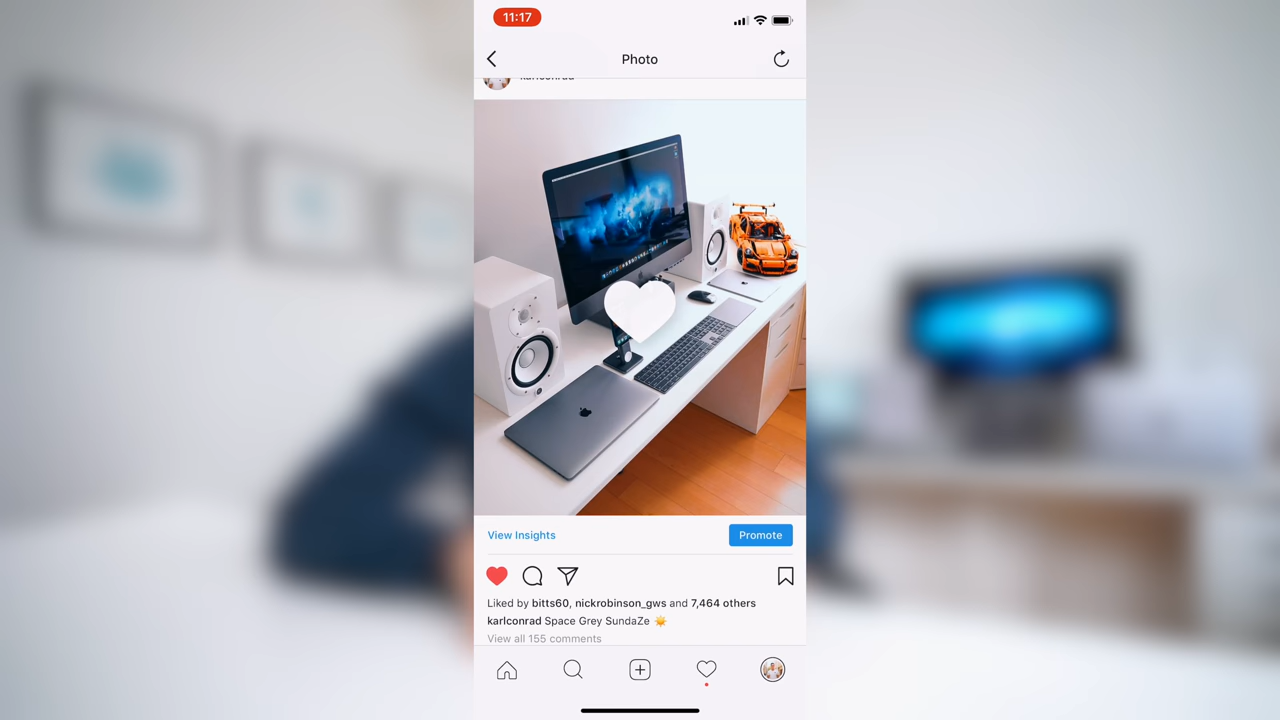 11:17
Photo
karlconrad
View Insights
Promote
Liked by bitts60, nickrobinson_gws and 7,464 others
karlconrad Space Grey SundaZe ☀️
View all 155 comments